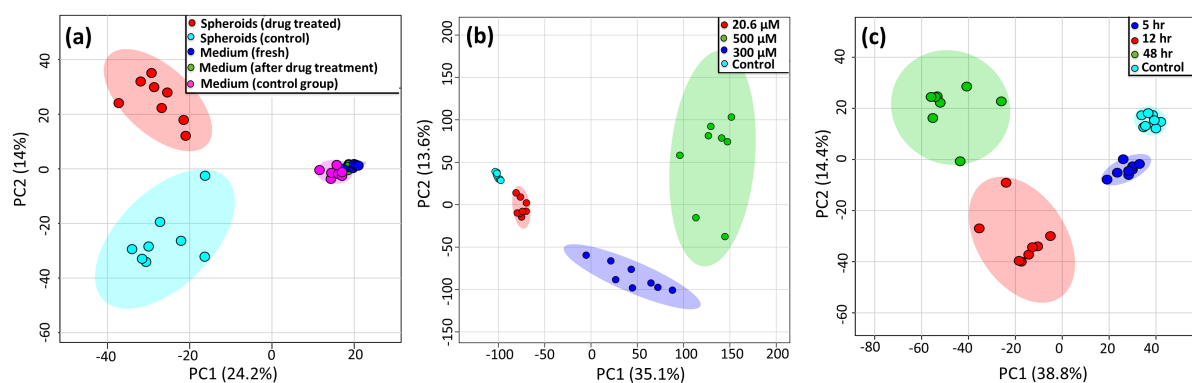 (a)
Spheroids (drug treated)
Spheroids (control)
Medium (fresh)
Medium (after drug treatment)
Medium (control group)
40
20
0
-20
-40
-60
PC2 (14%)
-40
-20
0
20
PC1 (24.2%)
(b)
20.6 µM
500 µM
300 µM
Control
200
150
100
50
0
-50
-100
-150
PC2 (13.6%)
-100
-50
0
50
100
150
200
PC1 (35.1%)
(c)
5 hr
12 hr
48 hr
Control
40
20
0
-20
-40
-60
PC2 (14.4%)
-80
-60
-40
-20
0
20
40
PC1 (38.8%)